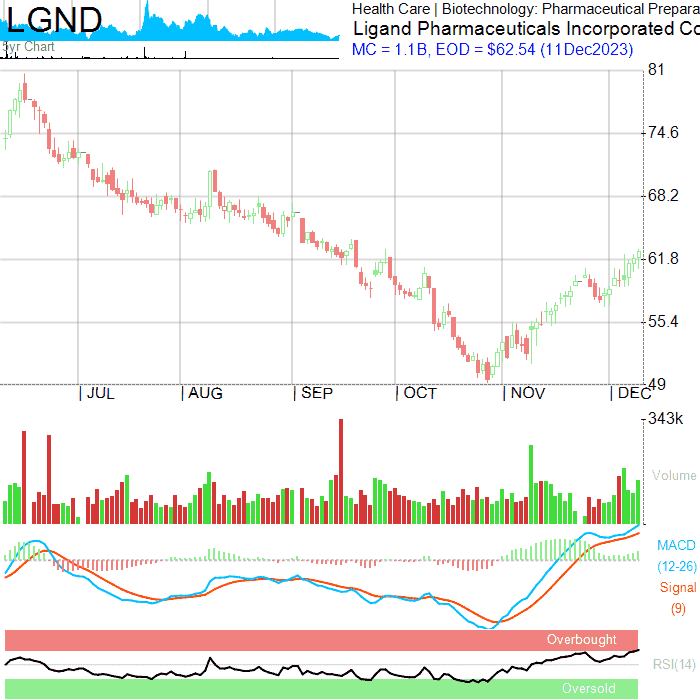 LGND
5yr Chart
Health Care | Biotechnology: Pharmaceutical Prepara
Ligand Pharmaceuticals Incorporated Co
MC = 1.1B, EOD = $62.54 (11Dec2023)
81
74.6
68.2
61.8
55.4
49
JUL AUG SEP OCT NOV DEC
343k
Volume
MACD
(12-26)
Signal
(9)
Overbought
RSI(14)
Oversold